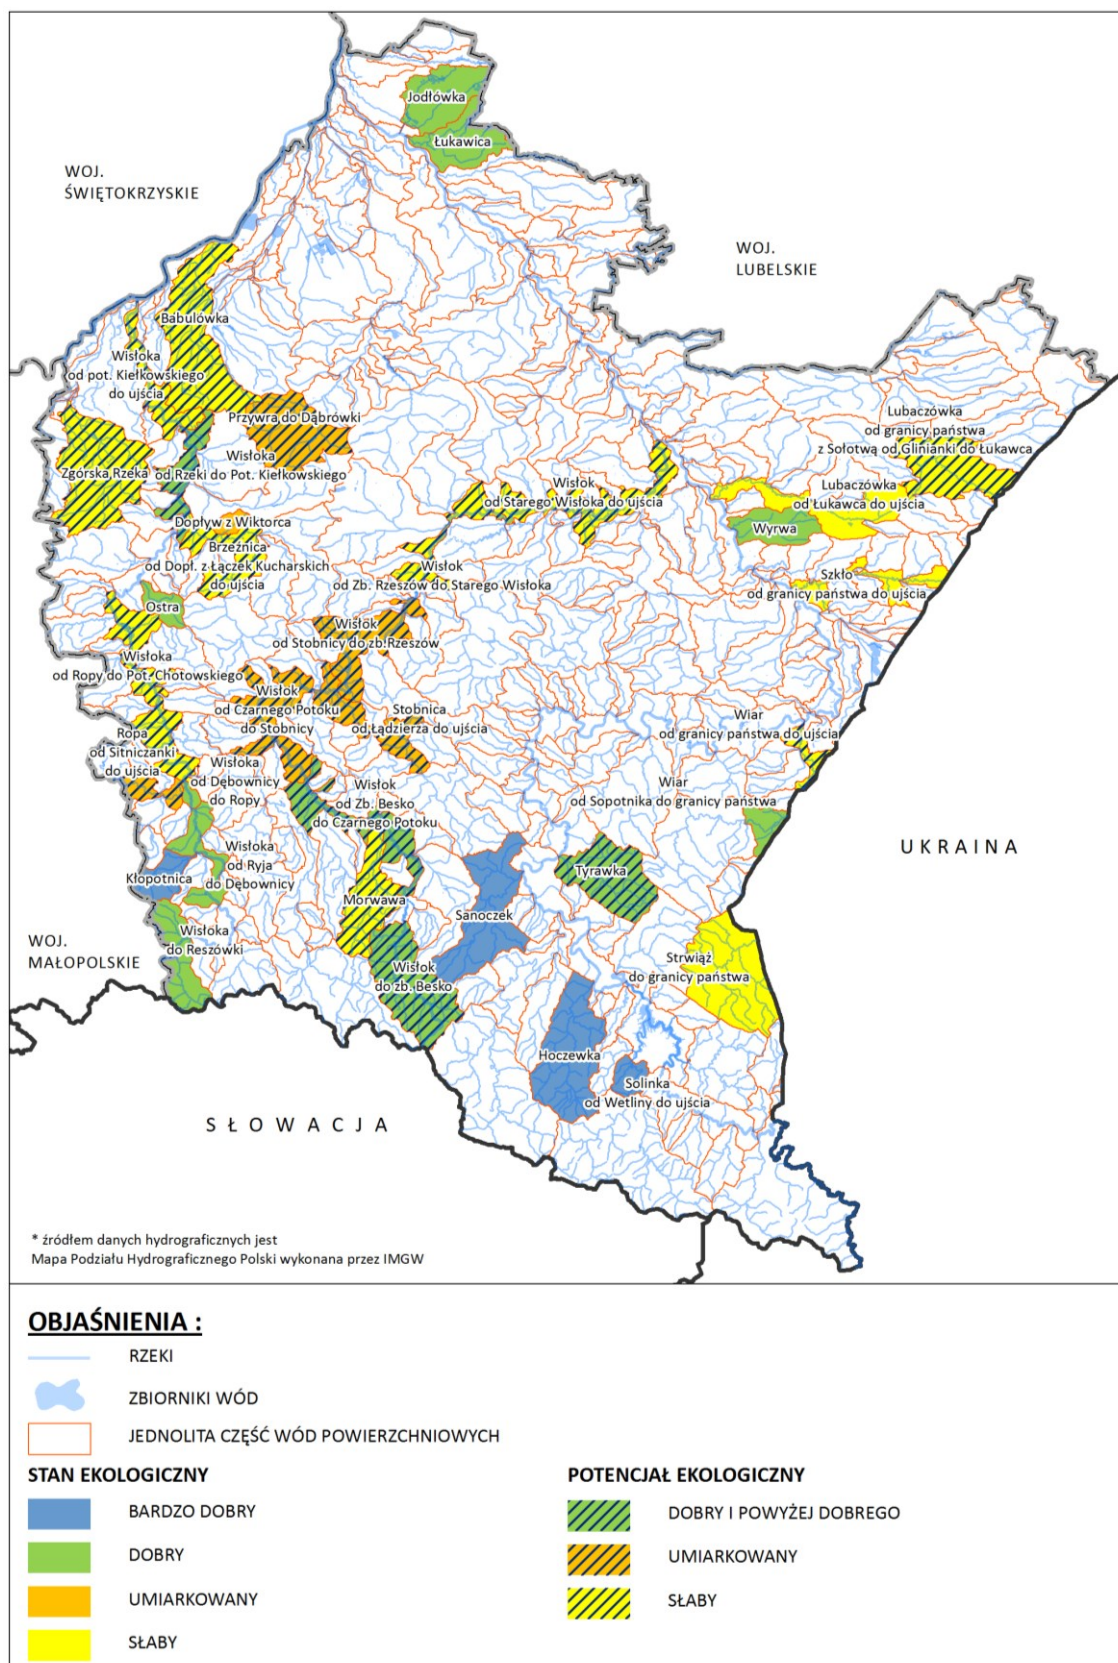 Jodłówka
Łukawica
WOJ.
ŚWIĘTOKRZYSKIE
WOJ.
LUBELSKIE
Babulówka
Wisłoka
od pot. Kiełkowskiego
do ujścia
Przywra do Dąbrówki
Wisłoka
od Rzeki do Pot. Kiełkowskiego
Zgórska Rzeka
Lubaczówka
od granicy państwa
z Sołotwą od Glinianki do Łukawca
Lubaczówka
od Łukawca do ujścia
Wisłok
od Starego Wisłoka do ujścia
Wyrwa
Dopływ z Wiktorca
Brzeźnica
od Dopł. z Łączek Kucharskich
do ujścia
Wisłok
od Zb. Rzeszów do Starego Wisłoka
Szkło
od granicy państwa do ujścia
Ostra
Wisłok
od Stobnicy do zb.Rzeszów
Wisłoka
od Ropy do Pot. Chotowskiego
Wisłok
od Czarnego Potoku
do Stobnicy
Stobnica
od Łądzierza do ujścia
Wiar
od granicy państwa do ujścia
Ropa
od Sitniczanki
do ujścia
Wisłoka
od Dębownicy
do Ropy
Wisłok
od Zb. Besko
do Czarnego Potoku
Wiar
od Sopotnika do granicy państwa
UKRAINA
Wisłoka
od Ryja
do Dębownicy
Kłopotnica
Tyrawka
Morwawa
Sanoczek
Wisłoka
do Reszówki
WOJ.
MAŁOPOLSKIE
Strwiąż
do granicy państwa
Wisłok
do zb. Besko
Hoczewka
Solinka
od Wetliny do ujścia
SŁOWACJA
* źródłem danych hydrograficznych jest
Mapa Podziału Hydrograficznego Polski wykonana przez IMGW
OBJAŚNIENIA :
RZEKI
ZBIORNIKI WÓD
JEDNOLITA CZĘŚĆ WÓD POWIERZCHNIOWYCH
STAN EKOLOGICZNY
BARDZO DOBRY
DOBRY
UMIARKOWANY
SŁABY
POTENCJAŁ EKOLOGICZNY
DOBRY I POWYŻEJ DOBREGO
UMIARKOWANY
SŁABY